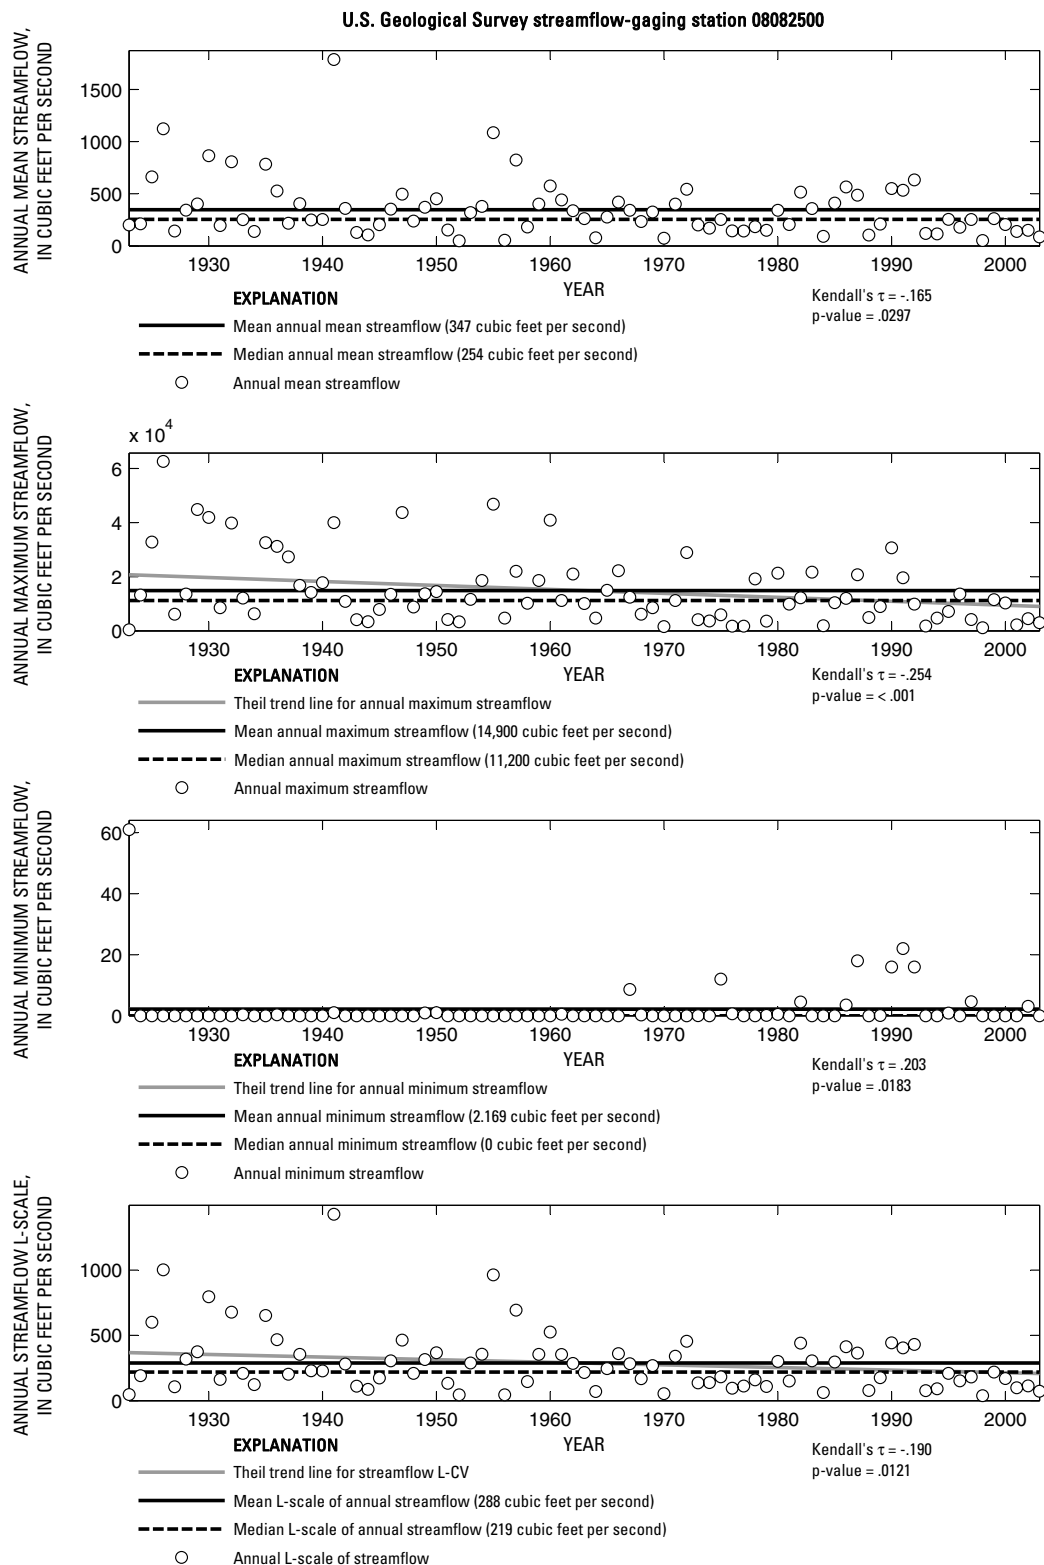 U.S. Geological Survey streamflow-gaging station 08082500
ANNUAL MEAN STREAMFLOW,
IN CUBIC FEET PER SECOND
1500
1000
500
0
1930 1940 1950 1960 1970 1980 1990 2000
YEAR
Kendall's τ = -.165
p-value = .0297
EXPLANATION
Mean annual mean streamflow (347 cubic feet per second)
Median annual mean streamflow (254 cubic feet per second)
Annual mean streamflow
ANNUAL MAXIMUM STREAMFLOW,
IN CUBIC FEET PER SECOND
x 10⁴
6
4
2
0
1930 1940 1950 1960 1970 1980 1990 2000
YEAR
Kendall's τ = -.254
p-value = < .001
EXPLANATION
Theil trend line for annual maximum streamflow
Mean annual maximum streamflow (14,900 cubic feet per second)
Median annual maximum streamflow (11,200 cubic feet per second)
Annual maximum streamflow
ANNUAL MINIMUM STREAMFLOW,
IN CUBIC FEET PER SECOND
60
40
20
0
1930 1940 1950 1960 1970 1980 1990 2000
YEAR
Kendall's τ = .203
p-value = .0183
EXPLANATION
Theil trend line for annual minimum streamflow
Mean annual minimum streamflow (2.169 cubic feet per second)
Median annual minimum streamflow (0 cubic feet per second)
Annual minimum streamflow
ANNUAL STREAMFLOW L-SCALE,
IN CUBIC FEET PER SECOND
1000
500
0
1930 1940 1950 1960 1970 1980 1990 2000
YEAR
Kendall's τ = -.190
p-value = .0121
EXPLANATION
Theil trend line for streamflow L-CV
Mean L-scale of annual streamflow (288 cubic feet per second)
Median L-scale of annual streamflow (219 cubic feet per second)
Annual L-scale of streamflow